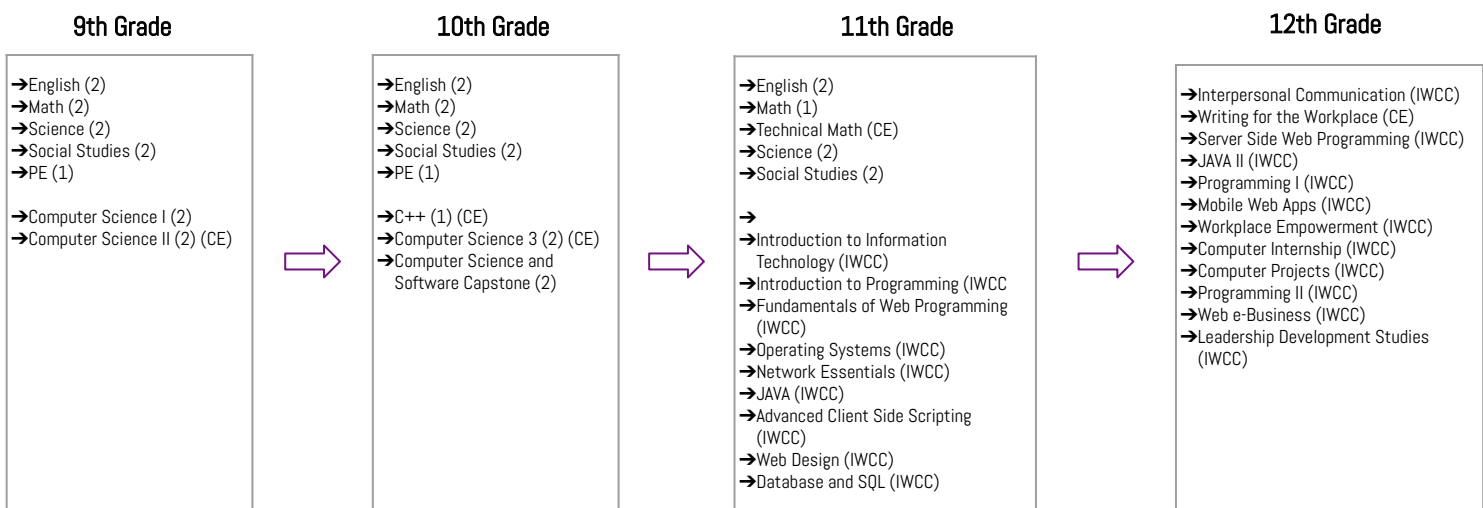 9th Grade
➔English (2)
➔Math (2)
➔Science (2)
➔Social Studies (2)
➔PE (1)
➔Computer Science I (2)
➔Computer Science II (2) (CE)
10th Grade
➔English (2)
➔Math (2)
➔Science (2)
➔Social Studies (2)
➔PE (1)
➔C++ (1) (CE)
➔Computer Science 3 (2) (CE)
➔Computer Science and
Software Capstone (2)
11th Grade
➔English (2)
➔Math (1)
➔Technical Math (CE)
➔Science (2)
➔Social Studies (2)
➔
➔Introduction to Information
Technology (IWCC)
➔Introduction to Programming (IWCC
➔Fundamentals of Web Programming
(IWCC)
➔Operating Systems (IWCC)
➔Network Essentials (IWCC)
➔JAVA (IWCC)
➔Advanced Client Side Scripting
(IWCC)
➔Web Design (IWCC)
➔Database and SQL (IWCC)
12th Grade
➔Interpersonal Communication (IWCC)
➔Writing for the Workplace (CE)
➔Server Side Web Programming (IWCC)
➔JAVA II (IWCC)
➔Programming I (IWCC)
➔Mobile Web Apps (IWCC)
➔Workplace Empowerment (IWCC)
➔Computer Internship (IWCC)
➔Computer Projects (IWCC)
➔Programming II (IWCC)
➔Web e-Business (IWCC)
➔Leadership Development Studies
(IWCC)